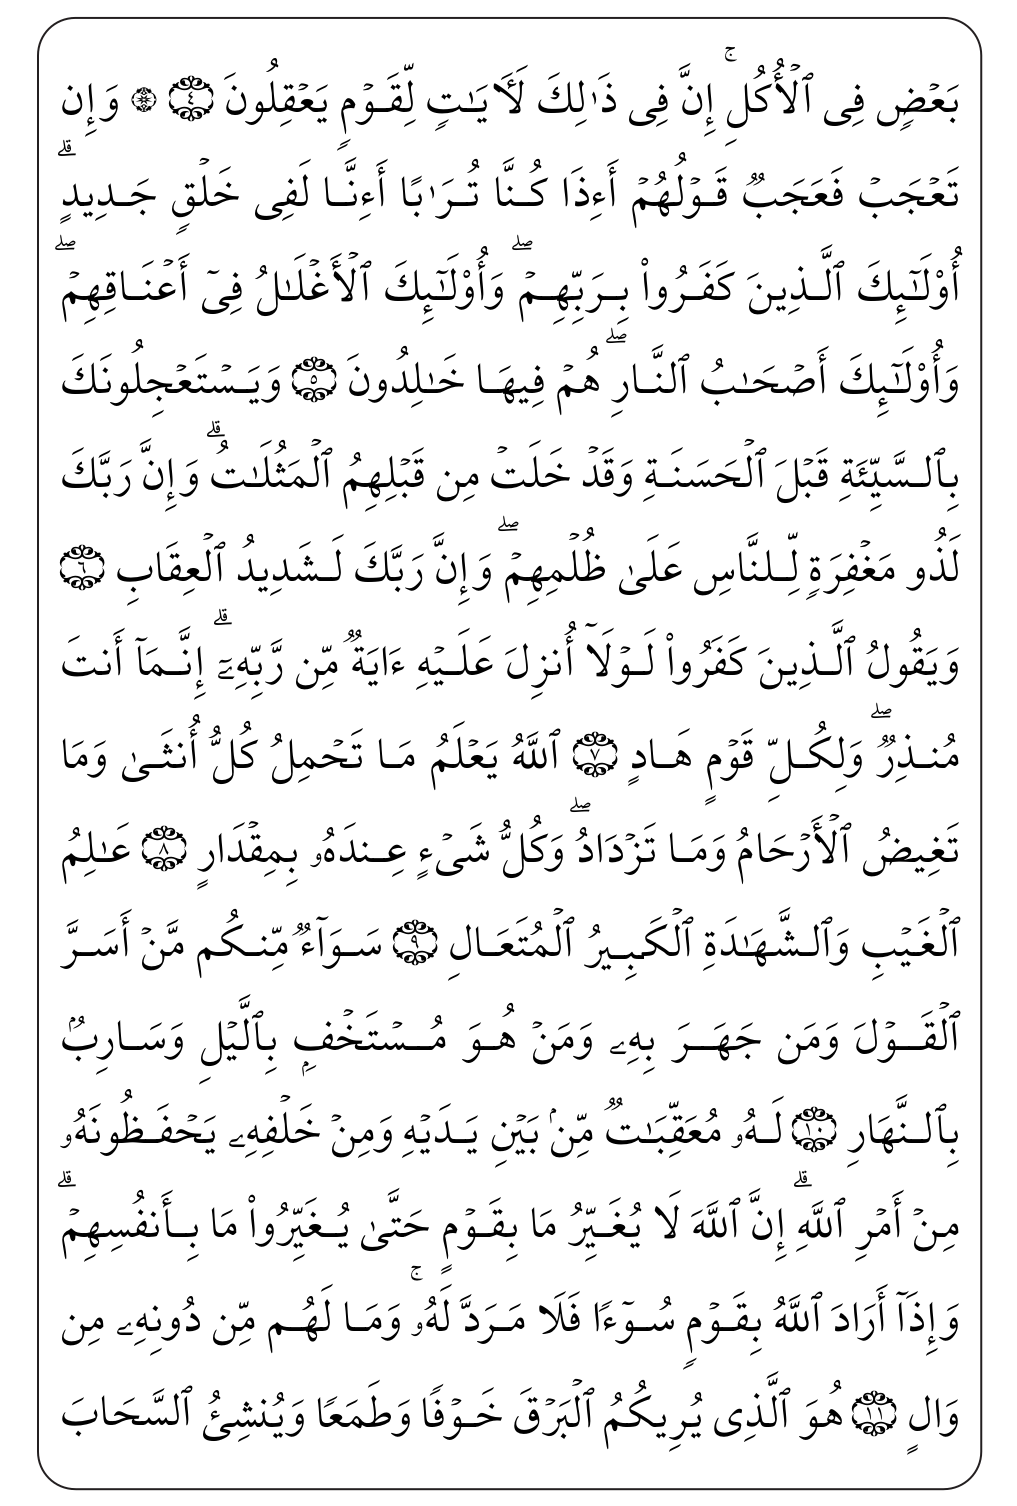 بَعۡضٖ فِي ٱلۡأُكُلِۚ إِنَّ فِي ذَٰلِكَ لَأٓيَٰتٖ لِّقَوۡمٖ يَعۡقِلُونَ ٤ ۞ وَإِن
تَعۡجَبۡ فَعَجَبٞ قَوۡلُهُمۡ أَءِذَا كُنَّا تُرَٰبًا أَءِنَّا لَفِي خَلۡقٖ جَدِيدٍۗ
أُوْلَٰٓئِكَ ٱلَّذِينَ كَفَرُواْ بِرَبِّهِمۡۖ وَأُوْلَٰٓئِكَ ٱلۡأَغۡلَٰلُ فِيٓ أَعۡنَاقِهِمۡۖ
وَأُوْلَٰٓئِكَ أَصۡحَٰبُ ٱلنَّارِۖ هُمۡ فِيهَا خَٰلِدُونَ ٥ وَيَسۡتَعۡجِلُونَكَ
بِٱلسَّيِّئَةِ قَبۡلَ ٱلۡحَسَنَةِ وَقَدۡ خَلَتۡ مِن قَبۡلِهِمُ ٱلۡمَثُلَٰتُۗ وَإِنَّ رَبَّكَ
لَذُو مَغۡفِرَةٖ لِّلنَّاسِ عَلَىٰ ظُلۡمِهِمۡۖ وَإِنَّ رَبَّكَ لَشَدِيدُ ٱلۡعِقَابِ ٦
وَيَقُولُ ٱلَّذِينَ كَفَرُواْ لَوۡلَآ أُنزِلَ عَلَيۡهِ ءَايَةٞ مِّن رَّبِّهِۦٓۗ إِنَّمَآ أَنتَ
مُنذِرٞۖ وَلِكُلِّ قَوۡمٍ هَادٍ ٧ ٱللَّهُ يَعۡلَمُ مَا تَحۡمِلُ كُلُّ أُنثَىٰ وَمَا
تَغِيضُ ٱلۡأَرۡحَامُ وَمَا تَزۡدَادُۖ وَكُلُّ شَيۡءٍ عِندَهُۥ بِمِقۡدَارٍ ٨ عَٰلِمُ
ٱلۡغَيۡبِ وَٱلشَّهَٰدَةِ ٱلۡكَبِيرُ ٱلۡمُتَعَالِ ٩ سَوَآءٞ مِّنكُم مَّنۡ أَسَرَّ
ٱلۡقَوۡلَ وَمَن جَهَرَ بِهِۦ وَمَنۡ هُوَ مُسۡتَخۡفِۭ بِٱلَّيۡلِ وَسَارِبُۢ
بِٱلنَّهَارِ ١٠ لَهُۥ مُعَقِّبَٰتٞ مِّنۢ بَيۡنِ يَدَيۡهِ وَمِنۡ خَلۡفِهِۦ يَحۡفَظُونَهُۥ
مِنۡ أَمۡرِ ٱللَّهِۗ إِنَّ ٱللَّهَ لَا يُغَيِّرُ مَا بِقَوۡمٍ حَتَّىٰ يُغَيِّرُواْ مَا بِأَنفُسِهِمۡۗ
وَإِذَآ أَرَادَ ٱللَّهُ بِقَوۡمٖ سُوٓءٗا فَلَا مَرَدَّ لَهُۥۚ وَمَا لَهُم مِّن دُونِهِۦ مِن
وَالٍ ١١ هُوَ ٱلَّذِي يُرِيكُمُ ٱلۡبَرۡقَ خَوۡفٗا وَطَمَعٗا وَيُنشِئُ ٱلسَّحَابَ